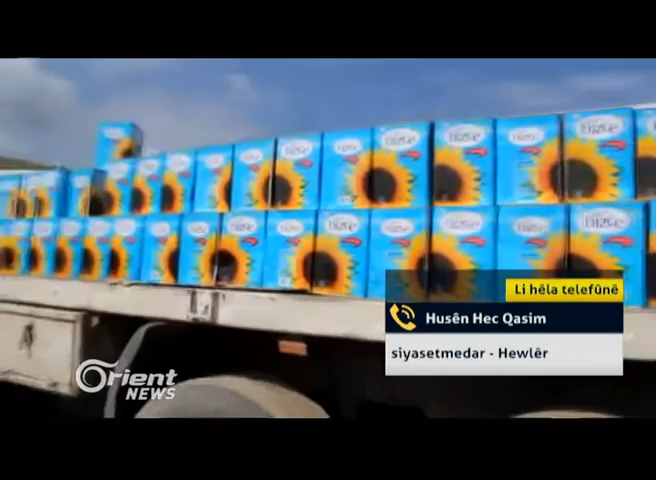 Li hêla telefûnê
Husên Hec Qasim
siyasetmedar - Hewlêr
Orient
NEWS